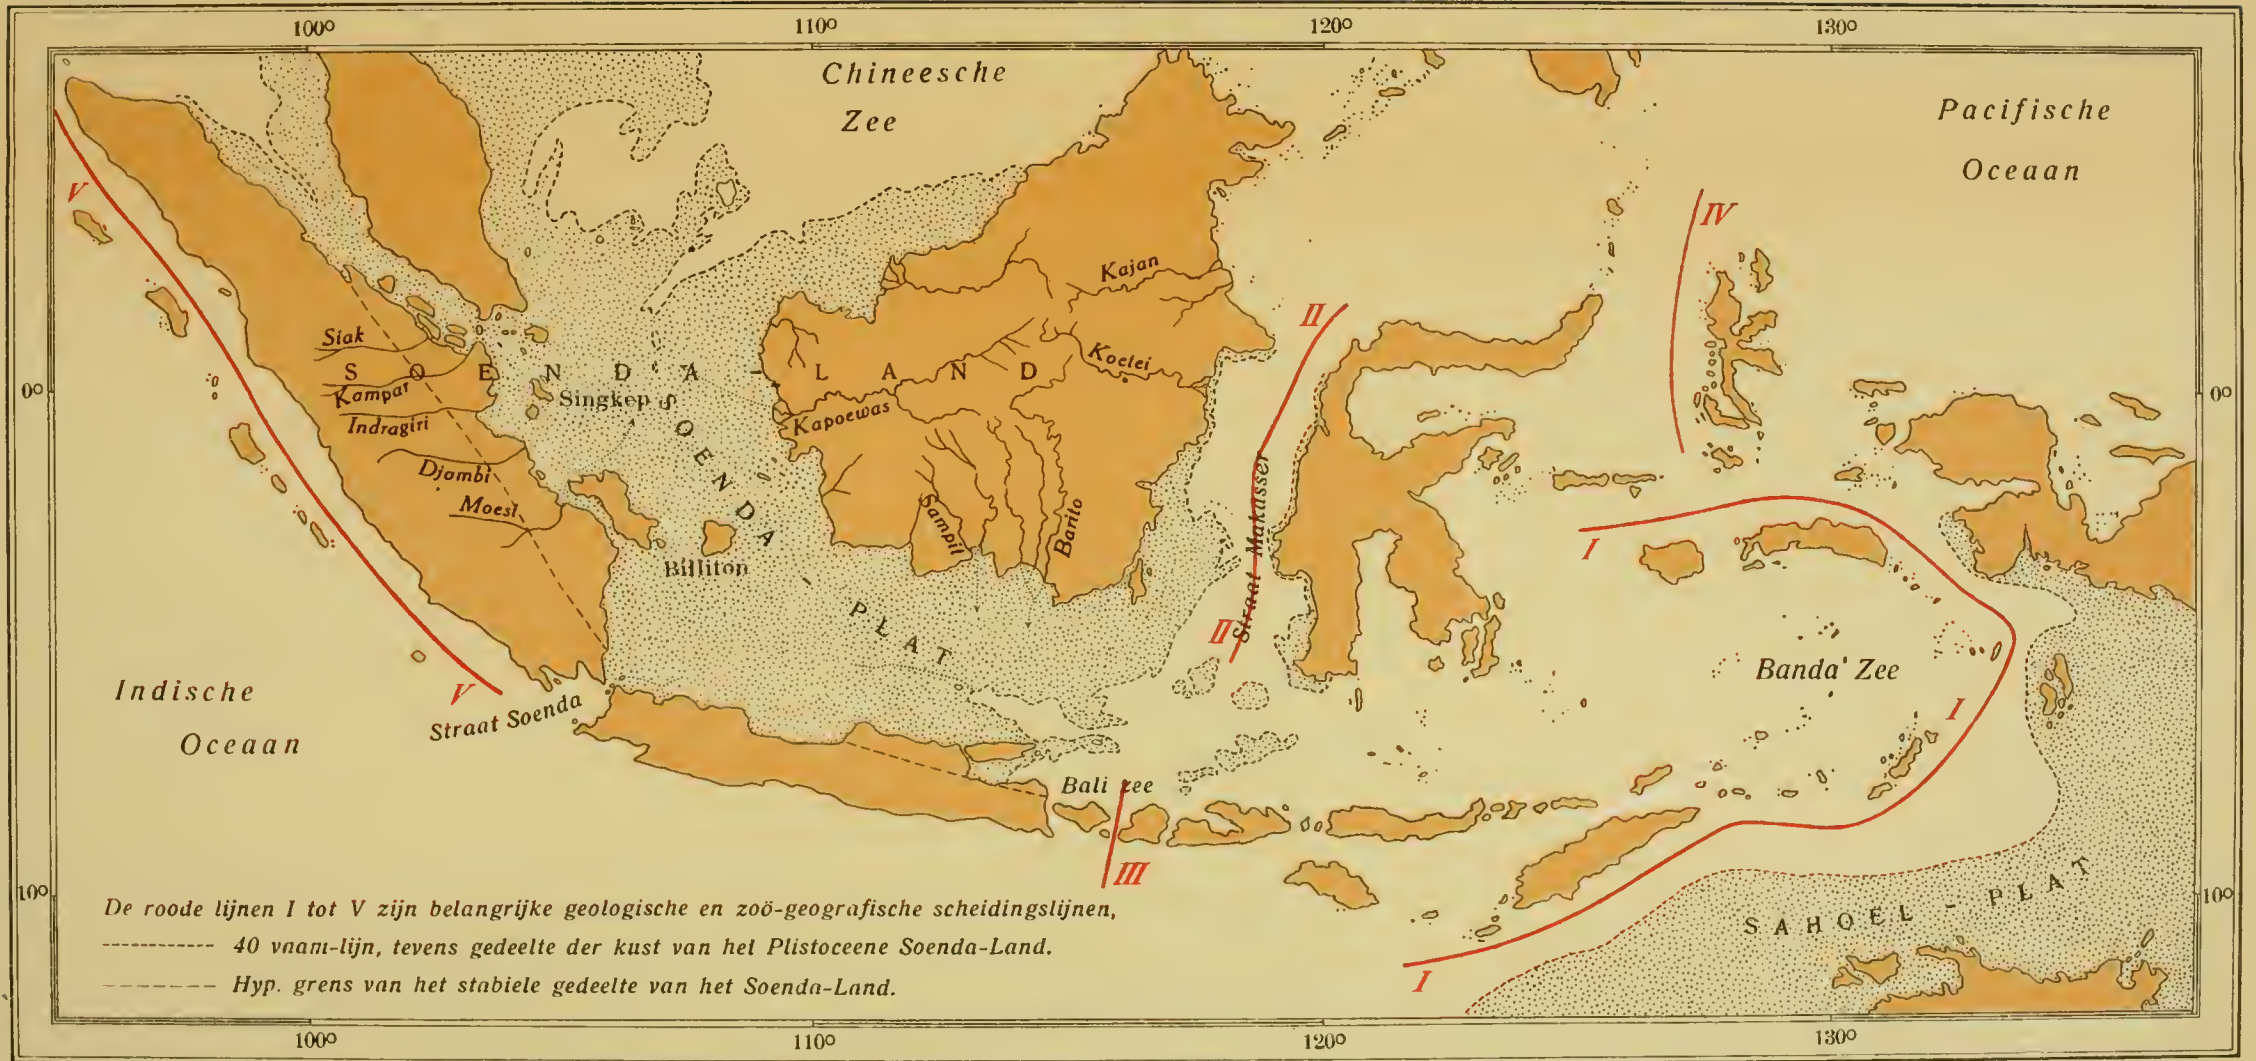 100° 110° 120° 130°
Chineesche
Zee
Pacifische
Oceaan
V
IV
Kajan
II
Siak
SOENDA-LAND
Koetei
0° 0°
Kampar
Singkep
Kapoewas
Indragiri
Djambi
Moesi
Sampit
Barito
Straat Makasser
I
Billiton
SOENDA-PLAT
II
Banda Zee
Indische
Oceaan
V
Straat Soenda
I
Bali zee
III
10° 10°
SAHOEL-PLAT
I
De roode lijnen I tot V zijn belangrijke geologische en zoö-geografische scheidingslijnen,
40 vaam-lijn, tevens gedeelte der kust van het Plistoceene Soenda-Land.
Hyp. grens van het stabiele gedeelte van het Soenda-Land.
100° 110° 120° 130°